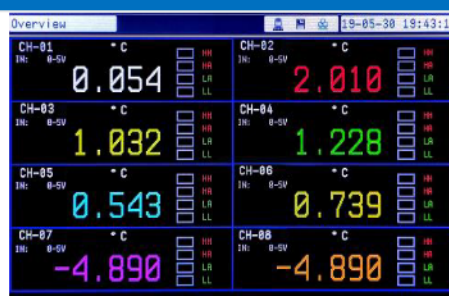 Overview 19-05-30 19:43:1
CH-01 °C HH
IN: 0-5V HA
0.054 LA
LL
CH-02 °C HH
IN: 0-5V HA
2.010 LA
LL
CH-03 °C HH
IN: 0-5V HA
1.032 LA
LL
CH-04 °C HH
IN: 0-5V HA
1.228 LA
LL
CH-05 °C HH
IN: 0-5V HA
0.543 LA
LL
CH-06 °C HH
IN: 0-5V HA
0.739 LA
LL
CH-07 °C HH
IN: 0-5V HA
-4.890 LA
LL
CH-08 °C HH
IN: 0-5V HA
-4.890 LA
LL